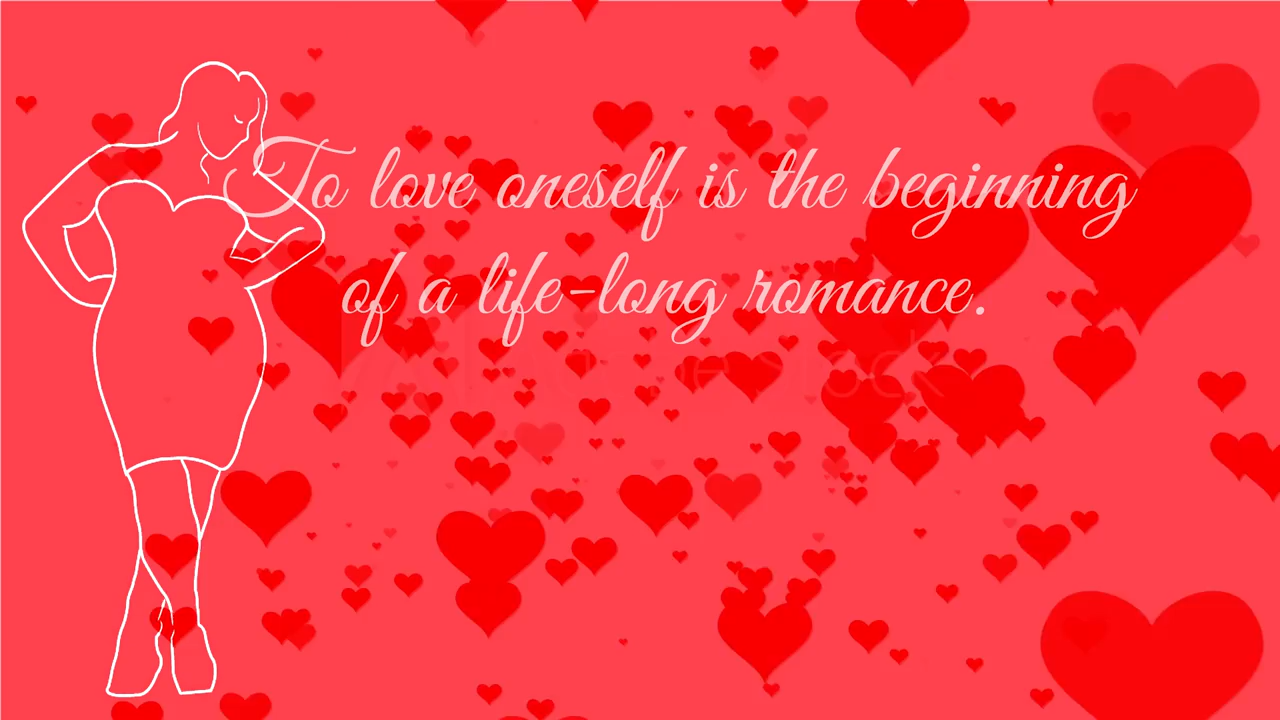 To love oneself is the beginning
of a life-long romance.